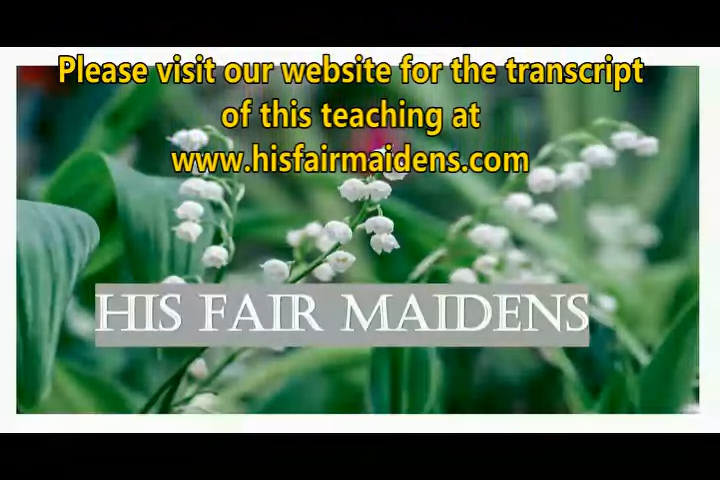 Please visit our website for the transcript
of this teaching at
www.hisfairmaidens.com
HIS FAIR MAIDENS